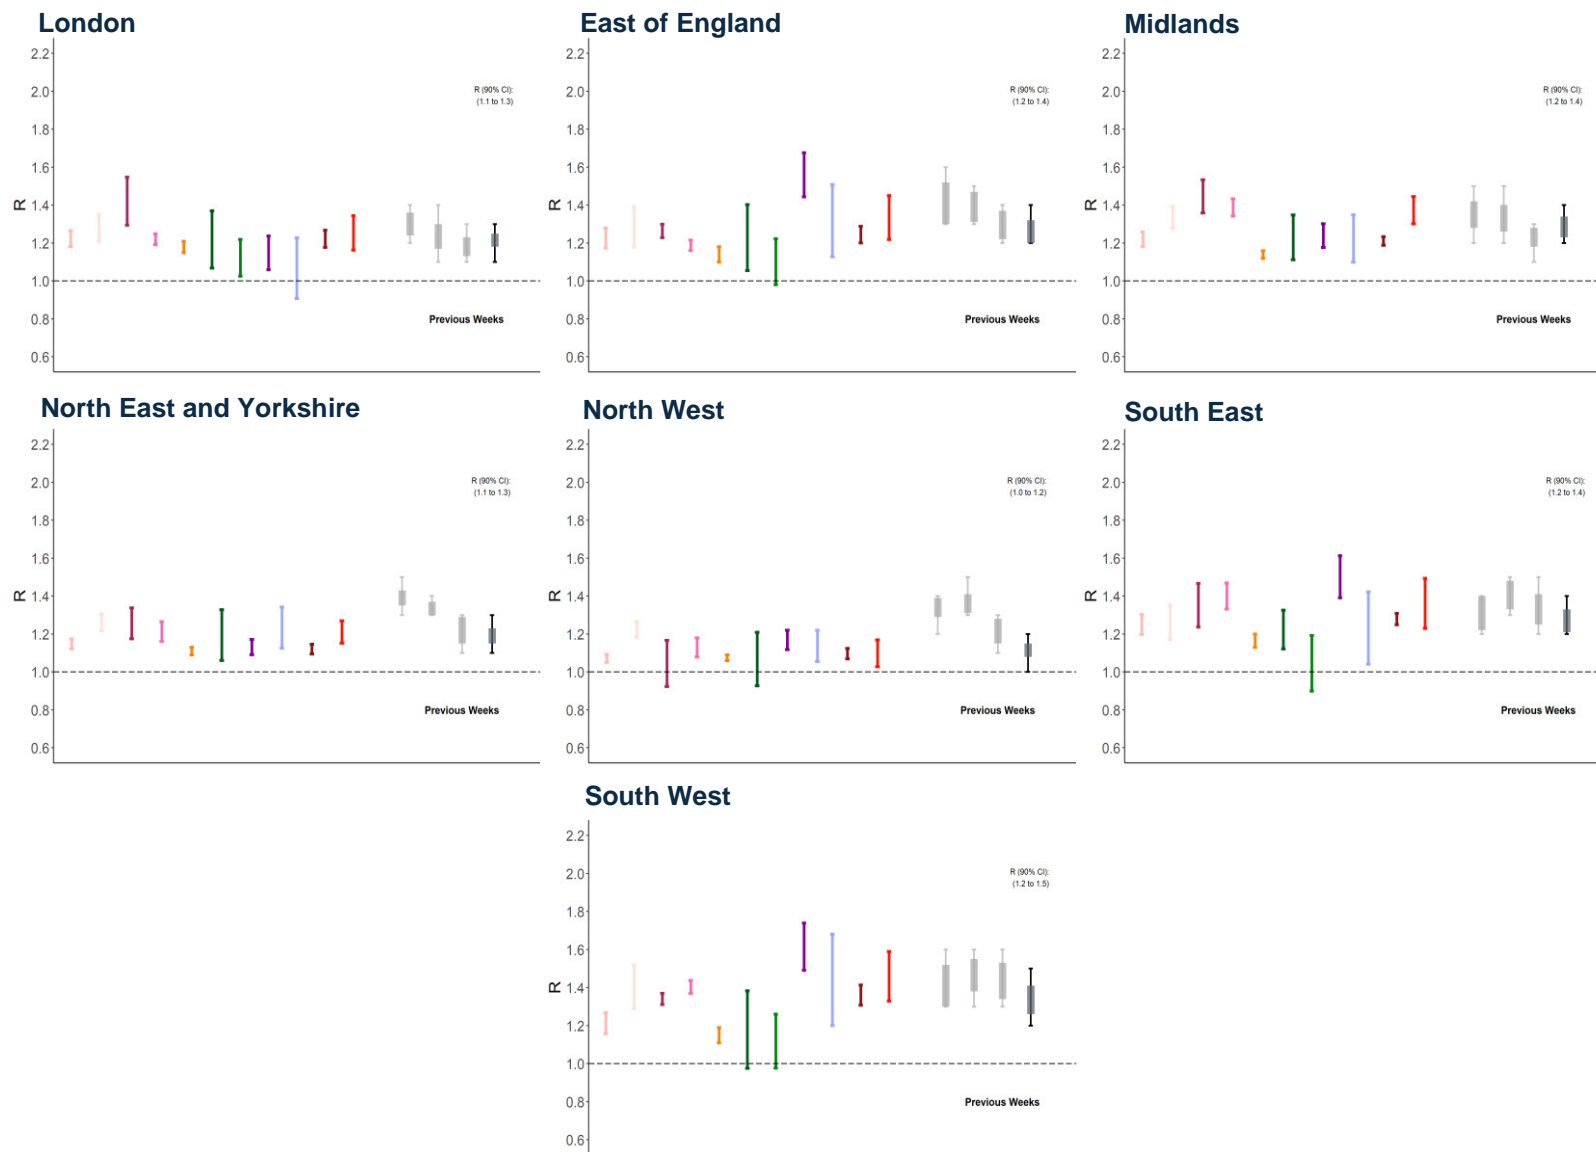 London
2.2
2.0
1.8
1.6
1.4
1.2
1.0
0.8
0.6
R
R (90% CI):
(1.1 to 1.3)
Previous Weeks
East of England
2.2
2.0
1.8
1.6
1.4
1.2
1.0
0.8
0.6
R
R (90% CI):
(1.2 to 1.4)
Previous Weeks
Midlands
2.2
2.0
1.8
1.6
1.4
1.2
1.0
0.8
0.6
R
R (90% CI):
(1.2 to 1.4)
Previous Weeks
North East and Yorkshire
2.2
2.0
1.8
1.6
1.4
1.2
1.0
0.8
0.6
R
R (90% CI):
(1.1 to 1.3)
Previous Weeks
North West
2.2
2.0
1.8
1.6
1.4
1.2
1.0
0.8
0.6
R
R (90% CI):
(1.0 to 1.2)
Previous Weeks
South East
2.2
2.0
1.8
1.6
1.4
1.2
1.0
0.8
0.6
R
R (90% CI):
(1.2 to 1.4)
Previous Weeks
South West
2.2
2.0
1.8
1.6
1.4
1.2
1.0
0.8
0.6
R
R (90% CI):
(1.2 to 1.5)
Previous Weeks